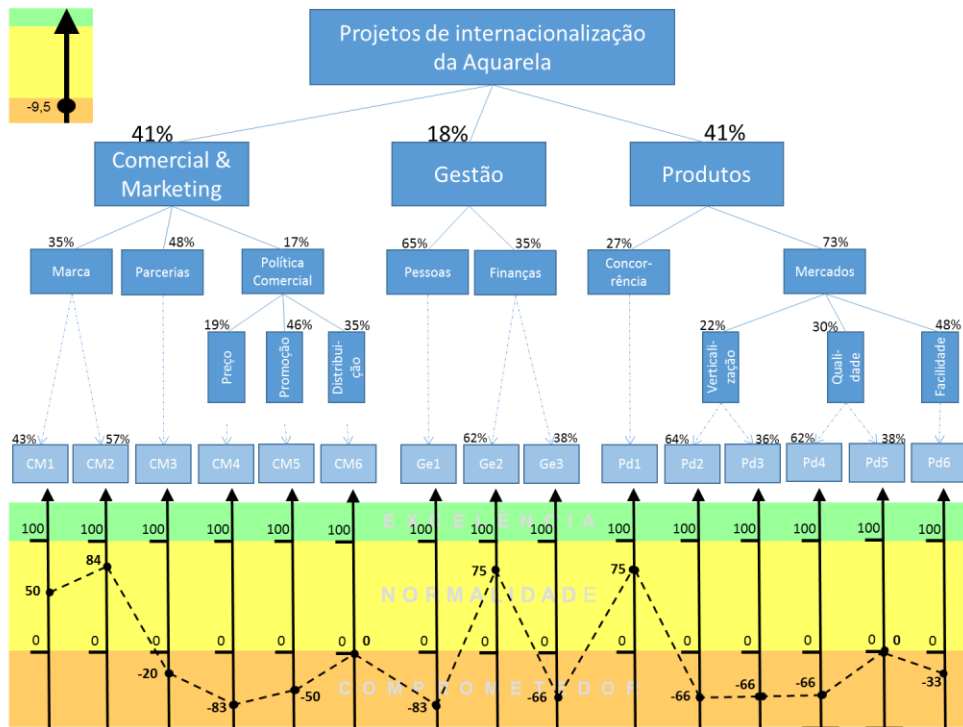 Projetos de internacionalização
da Aquarela
-9,5
41% 18% 41%
Comercial &
Marketing
Gestão
Produtos
35% 48% 17% 65% 35% 27% 73%
Marca
Parcerias
Política
Comercial
Pessoas
Finanças
Concor-
rência
Mercados
19% 46% 35% 22% 30% 48%
Preço
Promoção
Distribui-
ção
Verticali-
zação
Quali-
dade
Facilidade
43% 57% 62% 38% 64% 36% 62% 38%
CM1 CM2 CM3 CM4 CM5 CM6 Ge1 Ge2 Ge3 Pd1 Pd2 Pd3 Pd4 Pd5 Pd6
EXCELENCIA
100 100 100 100 100 100 100 100 100 100 100 100 100 100 100
50 84 75 75
NORMALIDADE
0 0 0 0 0 0 0 0 0 0 0 0 0 0 0 0 0
-20 -83 -50 -83 -66 -66 -66 -66 -33
COMPROMETEDOR